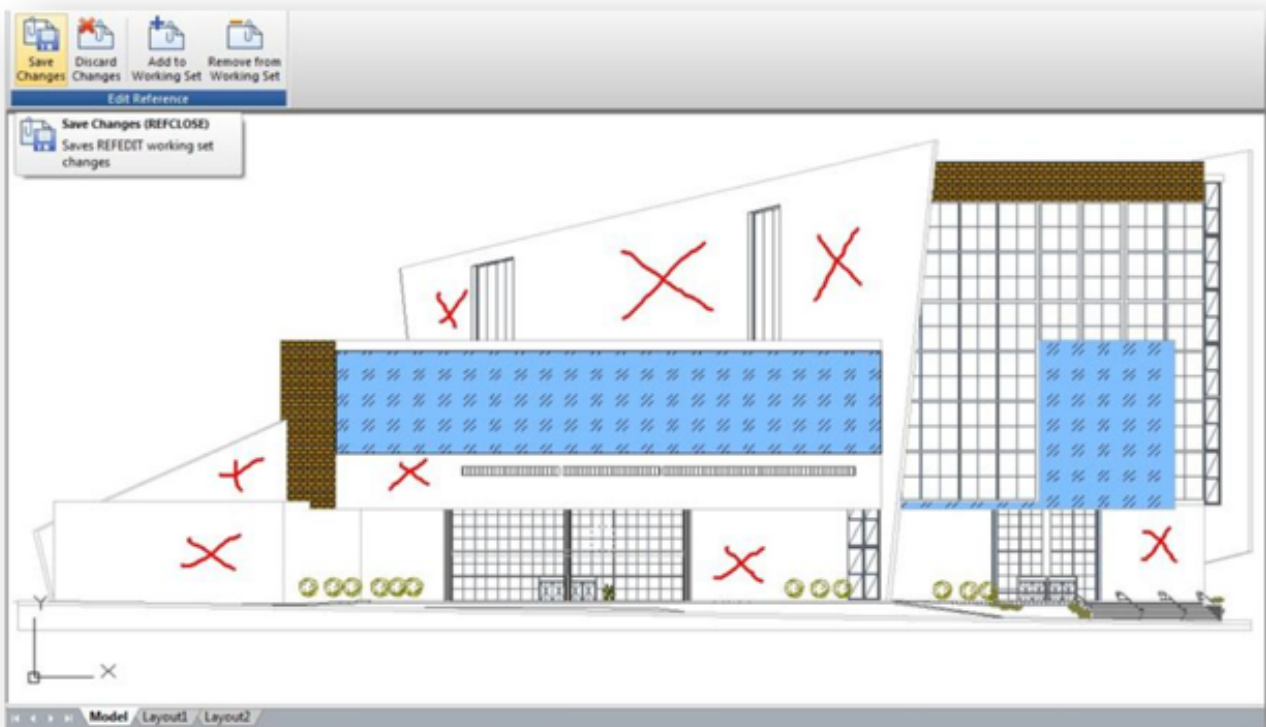 Save Changes
Discard Changes
Add to Working Set
Remove from Working Set
Edit Reference
Save Changes (REFCLOSE)
Saves REFEDIT working set
changes
Y
X
Model Layout1 Layout2